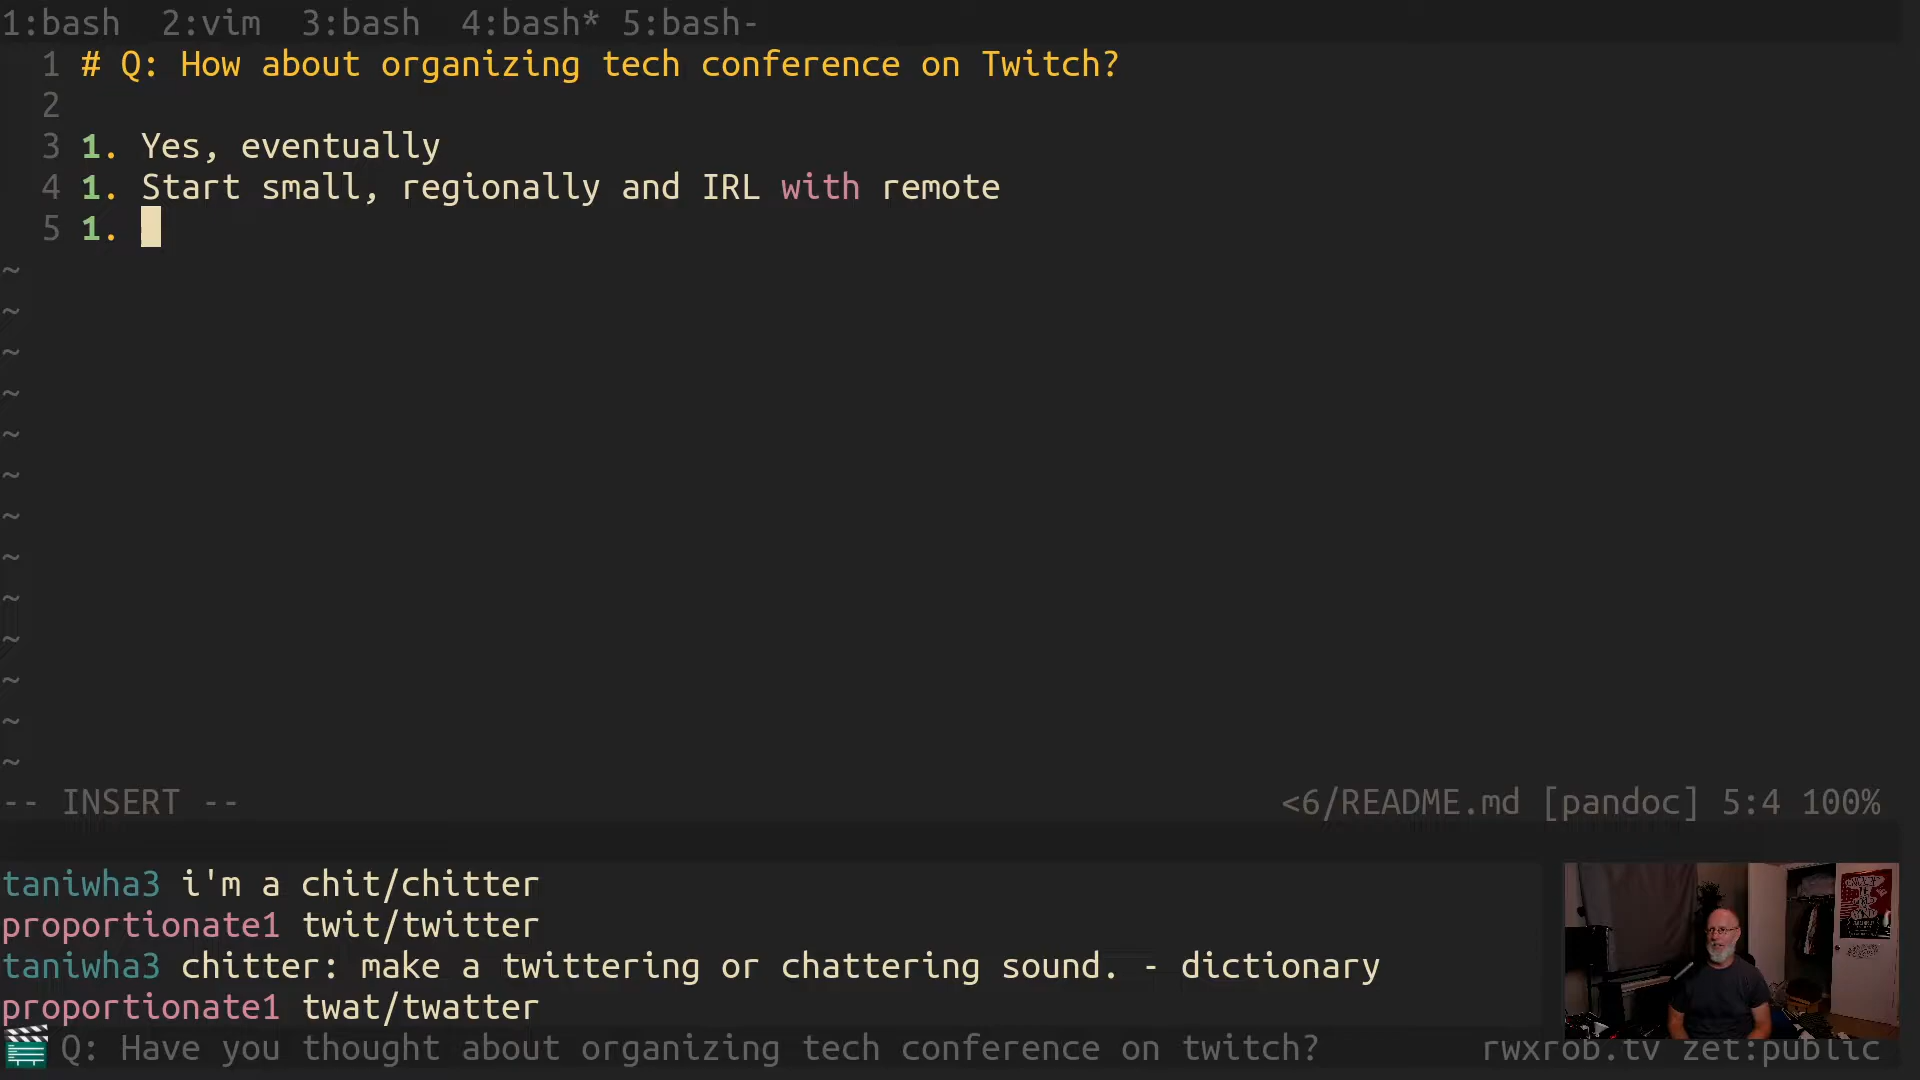 1:bash 2:vim 3:bash 4:bash* 5:bash-
1 # Q: How about organizing tech conference on Twitch?
2
3 1. Yes, eventually
4 1. Start small, regionally and IRL with remote
5 1.
~
~
~
~
~
~
~
~
~
~
~
~
~
-- INSERT -- <6/README.md [pandoc] 5:4 100%
taniwha3 i'm a chit/chitter
proportionate1 twit/twitter
taniwha3 chitter: make a twittering or chattering sound. - dictionary
proportionate1 twat/twatter
Q: Have you thought about organizing tech conference on twitch? rwxrob.tv zet:public